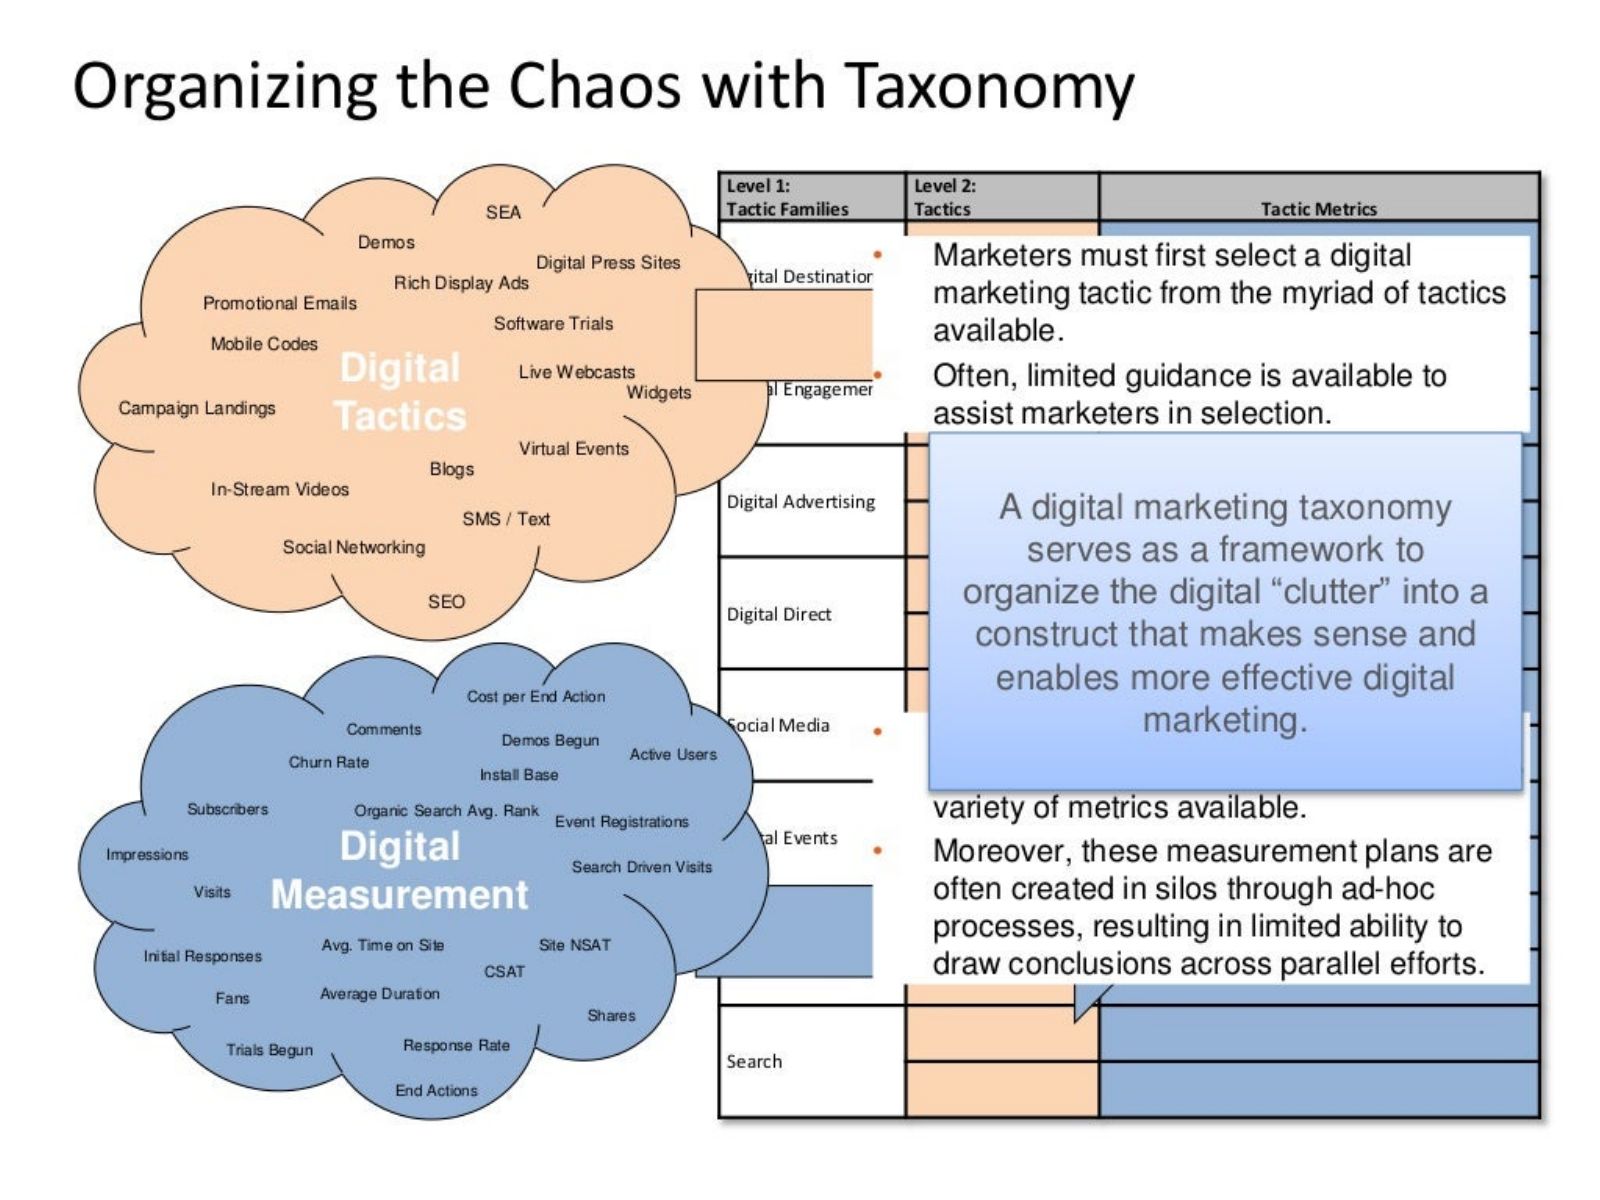 Organizing the Chaos with Taxonomy
SEA
Demos
Digital Press Sites
Rich Display Ads
Promotional Emails
Software Trials
Mobile Codes
Digital
Tactics
Live Webcasts
Widgets
Campaign Landings
Virtual Events
Blogs
In-Stream Videos
SMS / Text
Social Networking
SEO
Cost per End Action
Comments
Demos Begun
Active Users
Churn Rate
Install Base
Subscribers
Organic Search Avg. Rank
Event Registrations
Digital
Measurement
Impressions
Search Driven Visits
Visits
Avg. Time on Site
Site NSAT
Initial Responses
CSAT
Fans
Average Duration
Shares
Trials Begun
Response Rate
End Actions
Level 1:
Tactic Families
Level 2:
Tactics
Tactic Metrics
Digital Advertising
Digital Direct
Social Media
Events
Search
• Marketers must first select a digital
marketing tactic from the myriad of tactics
available.
• Often, limited guidance is available to
assist marketers in selection.
A digital marketing taxonomy
serves as a framework to
organize the digital “clutter” into a
construct that makes sense and
enables more effective digital
marketing.
variety of metrics available.
• Moreover, these measurement plans are
often created in silos through ad-hoc
processes, resulting in limited ability to
draw conclusions across parallel efforts.